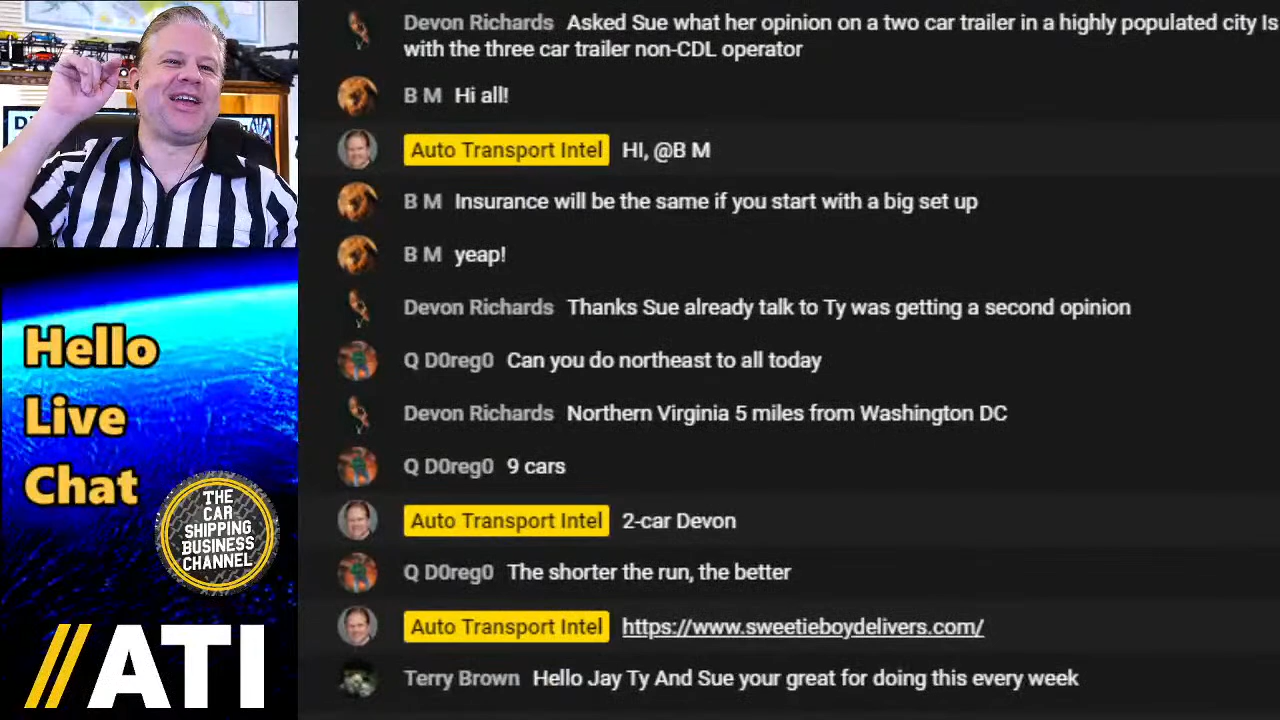 Devon Richards Asked Sue what her opinion on a two car trailer in a highly populated city Is
with the three car trailer non-CDL operator
B M Hi all!
Auto Transport Intel HI, @B M
B M Insurance will be the same if you start with a big set up
B M yeap!
Devon Richards Thanks Sue already talk to Ty was getting a second opinion
Q D0reg0 Can you do northeast to all today
Devon Richards Northern Virginia 5 miles from Washington DC
Q D0reg0 9 cars
Auto Transport Intel 2-car Devon
Q D0reg0 The shorter the run, the better
Auto Transport Intel https://www.sweetieboydelivers.com/
Terry Brown Hello Jay Ty And Sue your great for doing this every week
Hello
Live
Chat
THE
CAR
SHIPPING
BUSINESS
CHANNEL
//ATI